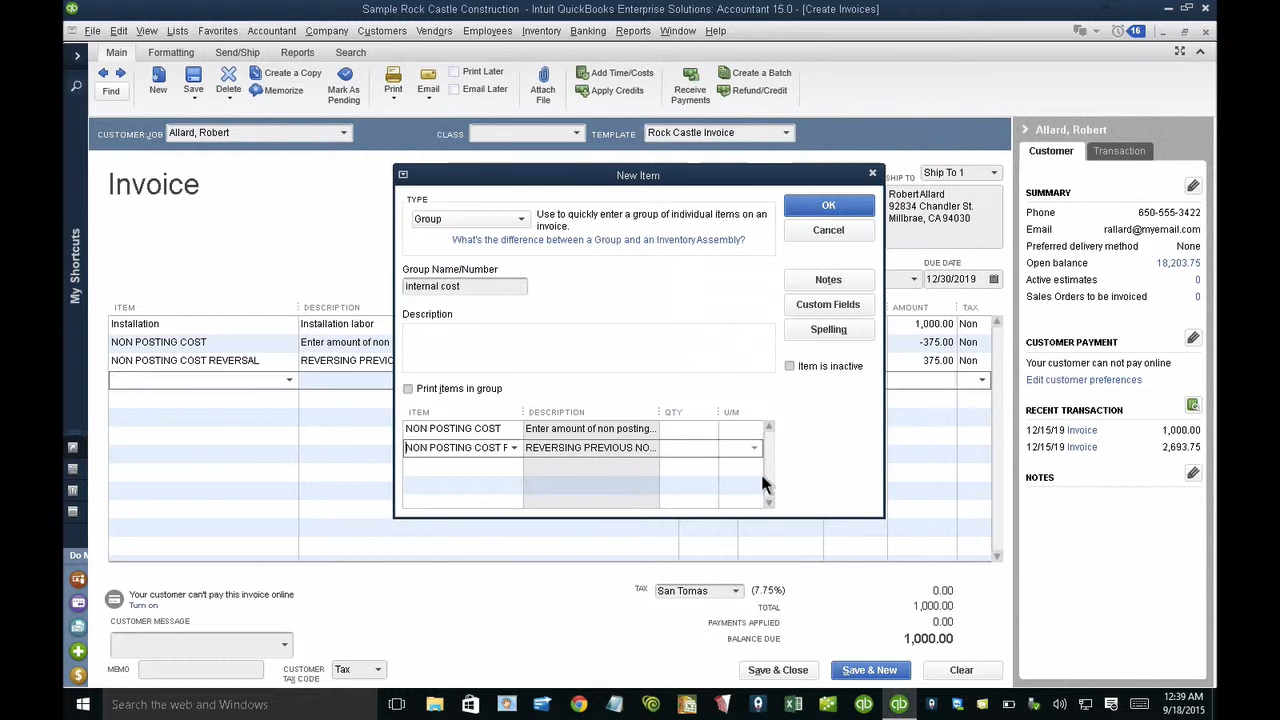 Sample Rock Castle Construction - Intuit QuickBooks Enterprise Solutions: Accountant 15.0 - [Create Invoices]
File Edit View Lists Favorites Accountant Company Customers Vendors Employees Inventory Banking Reports Window Help
16
Main Formatting Send/Ship Reports Search
Find
New
Save
Delete
Create a Copy
Memorize
Mark As
Pending
Print
Email
Print Later
Email Later
Attach
File
Add Time/Costs
Apply Credits
Receive
Payments
Create a Batch
Refund/Credit
CUSTOMER:JOB Allard, Robert CLASS TEMPLATE Rock Castle Invoice
Invoice
SHIP TO Ship To 1
Robert Allard
92834 Chandler St.
Millbrae, CA 94030
DUE DATE
12/30/2019
ITEM DESCRIPTION AMOUNT TAX
Installation Installation labor 1,000.00 Non
NON POSTING COST Enter amount of non -375.00 Non
NON POSTING COST REVERSAL REVERSING PREVIO 375.00 Non
New Item
TYPE
Group
Use to quickly enter a group of individual items on an
invoice.
What's the difference between a Group and an Inventory Assembly?
OK
Cancel
Group Name/Number
internal cost
Notes
Custom Fields
Spelling
Description
Item is inactive
Print items in group
ITEM DESCRIPTION QTY U/M
NON POSTING COST Enter amount of non posting...
NON POSTING COST F REVERSING PREVIOUS NO...
Your customer can't pay this invoice online
Turn on
CUSTOMER MESSAGE
MEMO
CUSTOMER
TAX CODE
Tax
TAX San Tomas (7.75%) 0.00
TOTAL 1,000.00
PAYMENTS APPLIED 0.00
BALANCE DUE 1,000.00
Save & Close Save & New Clear
My Shortcuts
Do M
Allard, Robert
Customer Transaction
SUMMARY
Phone 650-555-3422
Email rallard@myemail.com
Preferred delivery method None
Open balance 18,203.75
Active estimates 0
Sales Orders to be invoiced 0
CUSTOMER PAYMENT
Your customer can not pay online
Edit customer preferences
RECENT TRANSACTION
12/15/19 Invoice 1,000.00
12/15/19 Invoice 2,693.75
NOTES
Search the web and Windows
12:39 AM
9/18/2015